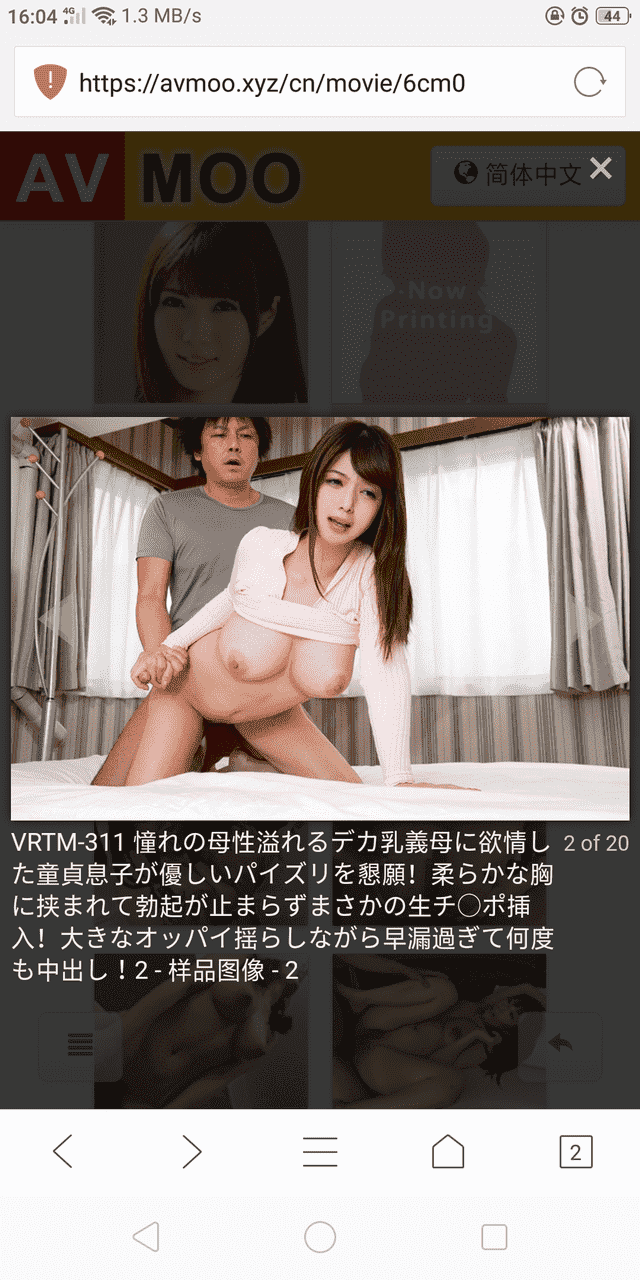 16:04 4G 1.3 MB/s 44
https://avmoo.xyz/cn/movie/6cm0
AV MOO 简体中文
Now
Printing
VRTM-311 憧れの母性溢れるデカ乳義母に欲情し 2 of 20
た童貞息子が優しいパイズリを懇願！柔らかな胸
に挟まれて勃起が止まらずまさかの生チ◯ポ挿
入！大きなオッパイ揺らしながら早漏過ぎて何度
も中出し！2 - 样品图像 - 2
2